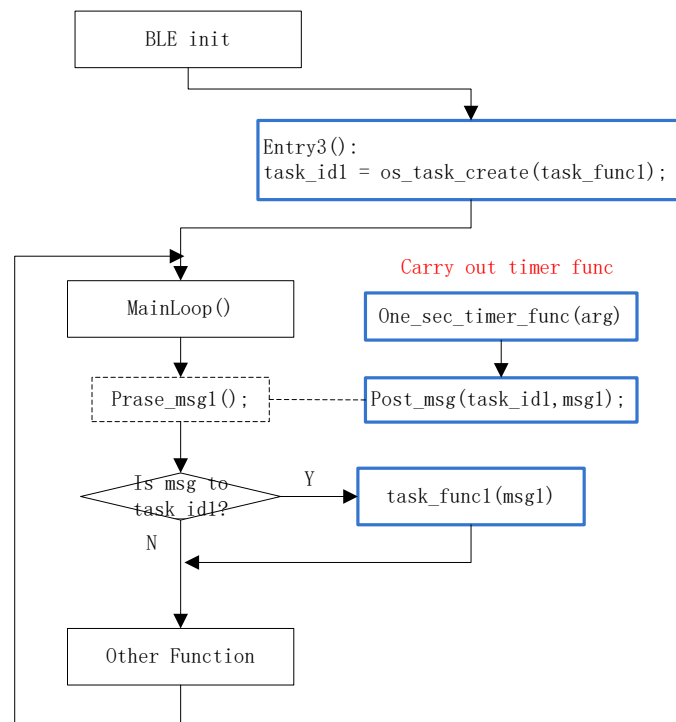 BLE init
Entry3():
task_id1 = os_task_create(task_func1);
Carry out timer func
MainLoop()
One_sec_timer_func(arg)
Prase_msg1();
Post_msg(task_id1,msg1);
Is msg to
task_id1?
Y
task_func1(msg1)
N
Other Function